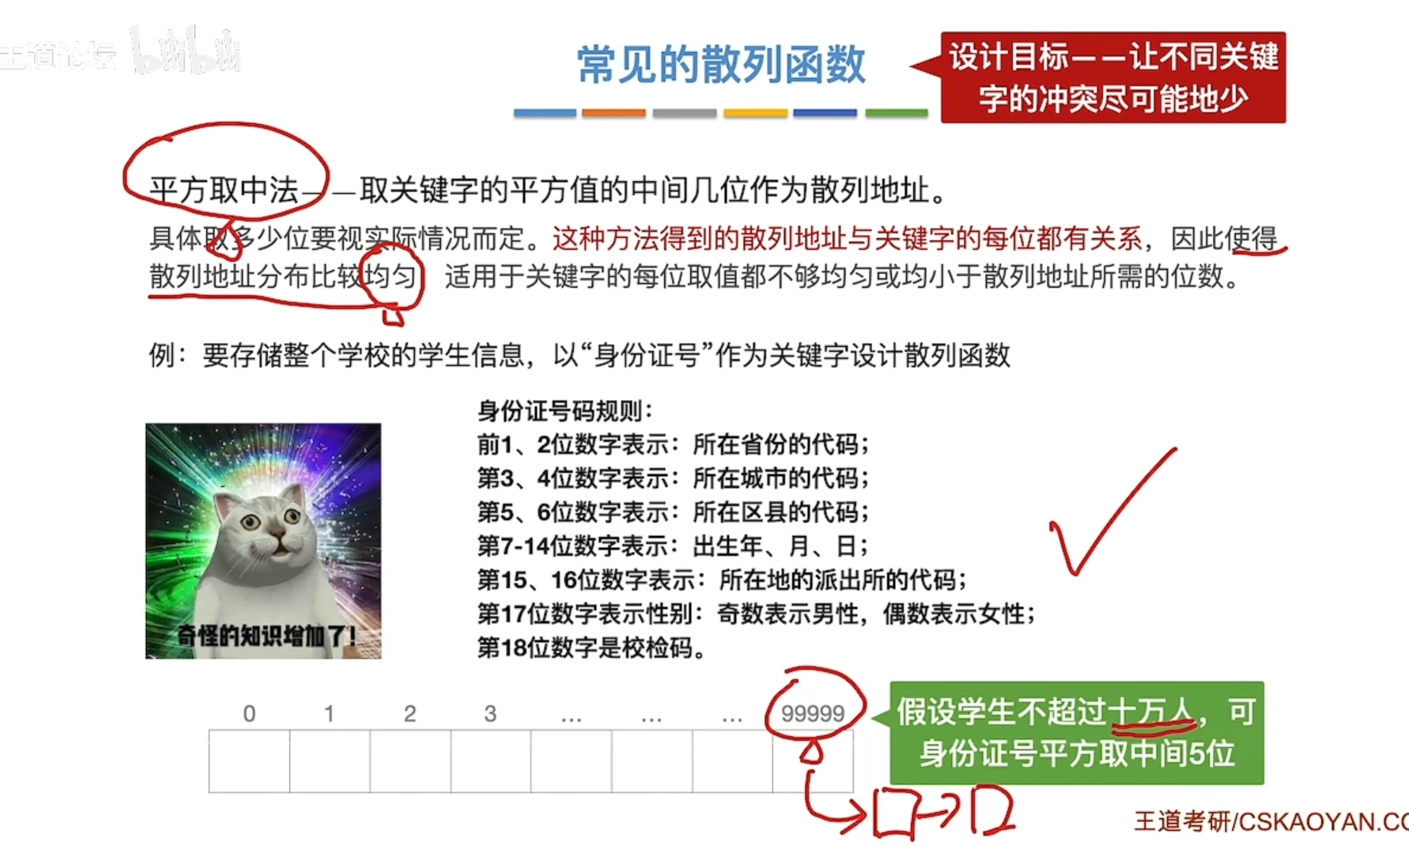 王道论坛 bilibili
常见的散列函数
设计目标——让不同关键
字的冲突尽可能地少
平方取中法——取关键字的平方值的中间几位作为散列地址。
具体取多少位要视实际情况而定。这种方法得到的散列地址与关键字的每位都有关系，因此使得
散列地址分布比较均匀 适用于关键字的每位取值都不够均匀或均小于散列地址所需的位数。
例：要存储整个学校的学生信息，以“身份证号”作为关键字设计散列函数
身份证号码规则：
前1、2位数字表示：所在省份的代码；
第3、4位数字表示：所在城市的代码；
第5、6位数字表示：所在区县的代码；
第7-14位数字表示：出生年、月、日；
第15、16位数字表示：所在地的派出所的代码；
第17位数字表示性别：奇数表示男性，偶数表示女性；
第18位数字是校检码。
奇怪的知识增加了！
0 1 2 3 … … … 99999
假设学生不超过十万人，可
身份证号平方取中间5位
王道考研/CSKAOYAN.CO